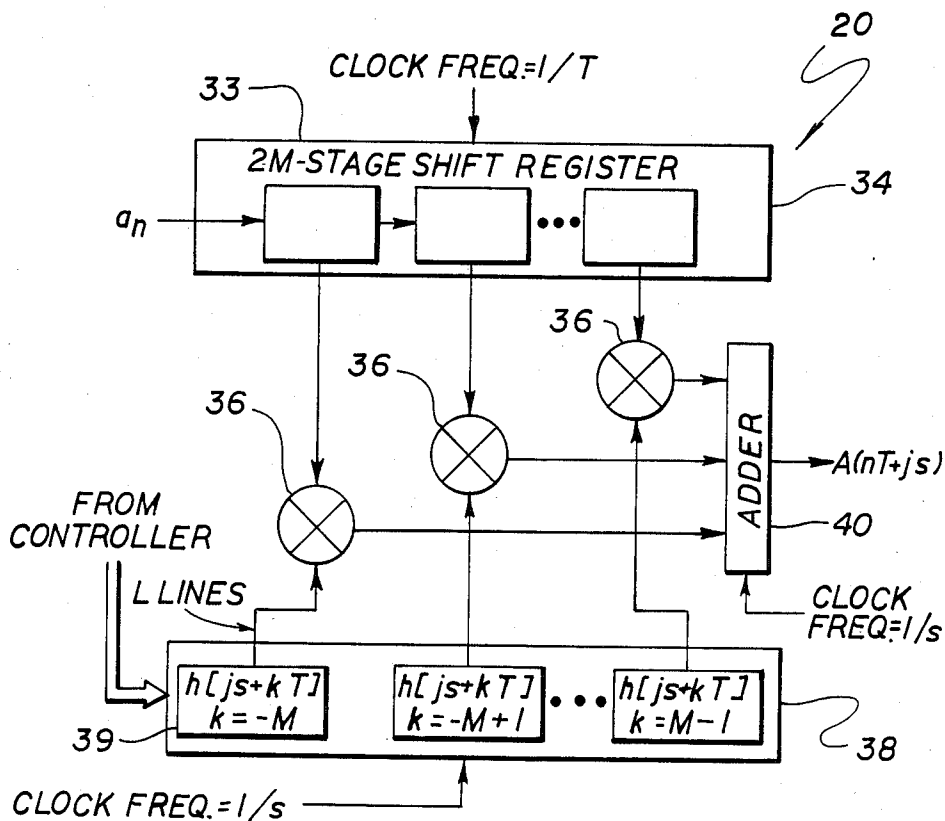 20
CLOCK FREQ.=1/T
33
2M-STAGE SHIFT REGISTER
34
an
36
36
36
ADDER
A(nT+js)
40
FROM
CONTROLLER
L LINES
CLOCK
FREQ.=1/s
h[js+kT]
k=-M
h[js+kT]
k=-M+1
h[js+kT]
k=M-1
39
38
CLOCK FREQ.=1/s